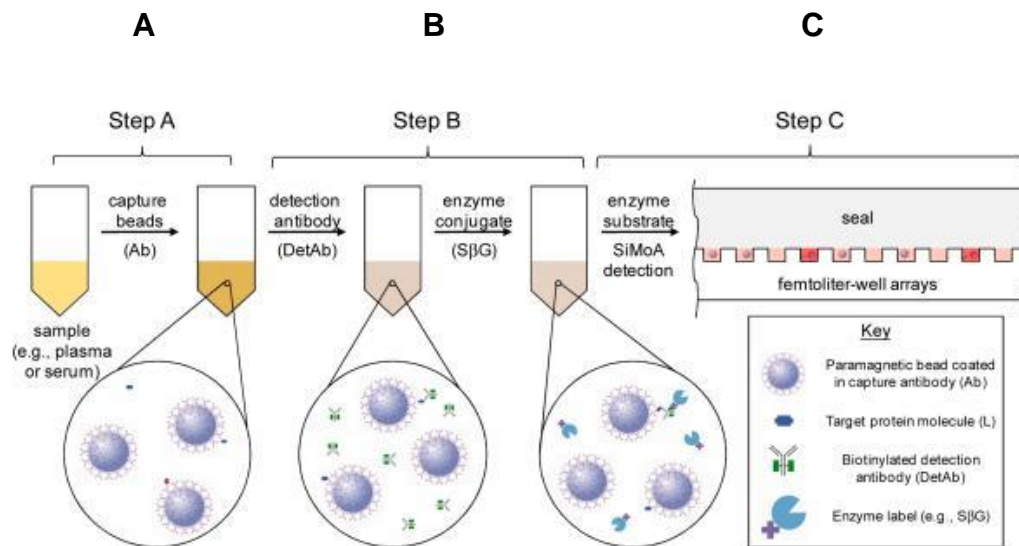 A
B
C
Step A
Step B
Step C
capture
beads
(Ab)
detection
antibody
(DetAb)
enzyme
conjugate
(SβG)
enzyme
substrate
SiMoA
detection
seal
femtoliter-well arrays
sample
(e.g., plasma
or serum)
Key
Paramagnetic bead coated
in capture antibody (Ab)
Target protein molecule (L)
Biotinylated detection
antibody (DetAb)
Enzyme label (e.g., SβG)